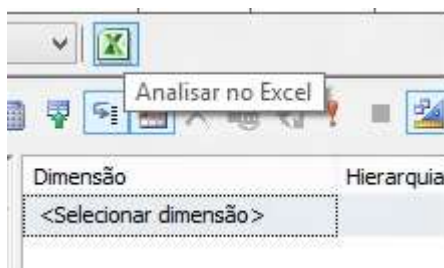 Analisar no Excel
Dimensão Hierarquia
<Selecionar dimensão>